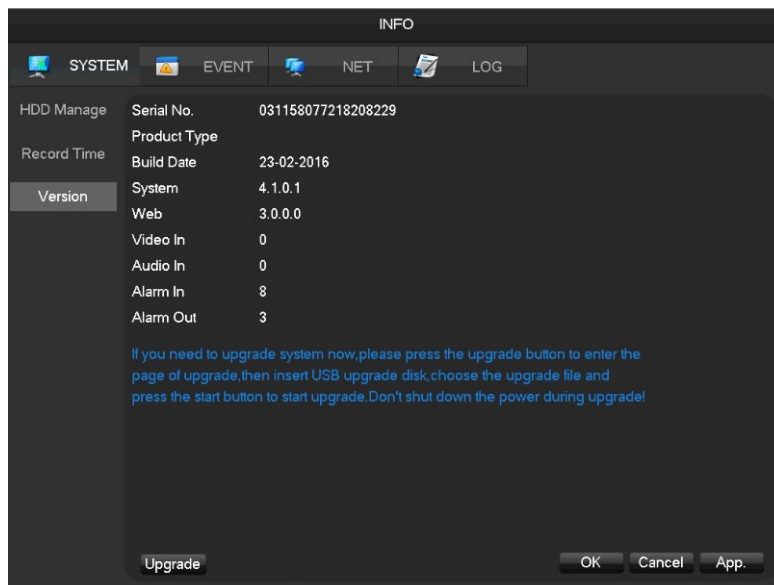 INFO
SYSTEM EVENT NET LOG
HDD Manage
Record Time
Version
Serial No. 031158077218208229
Product Type
Build Date 23-02-2016
System 4.1.0.1
Web 3.0.0.0
Video In 0
Audio In 0
Alarm In 8
Alarm Out 3
If you need to upgrade system now,please press the upgrade button to enter the
page of upgrade,then insert USB upgrade disk,choose the upgrade file and
press the start button to start upgrade.Don't shut down the power during upgrade!
Upgrade OK Cancel App.